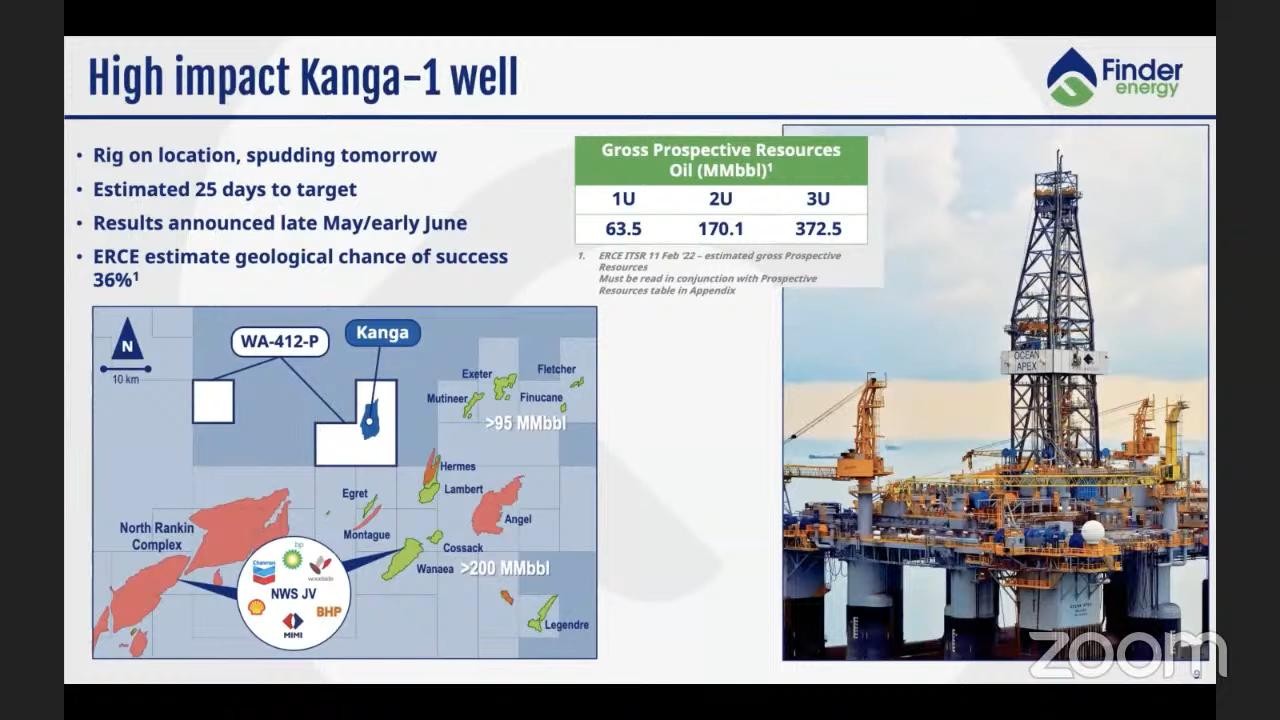 High impact Kanga–1 well
Finder
energy
• Rig on location, spudding tomorrow
• Estimated 25 days to target
• Results announced late May/early June
• ERCE estimate geological chance of success
36%¹
Gross Prospective Resources
Oil (MMbbl)¹
1U 2U 3U
63.5 170.1 372.5
1. ERCE ITSR 11 Feb '22 – estimated gross Prospective
Resources
Must be read in conjunction with Prospective
Resources table in Appendix
N
10 km
WA-412-P
Kanga
Exeter
Fletcher
Mutineer
Finucane
>95 MMbbl
Hermes
Egret
Lambert
Angel
North Rankin
Complex
Montague
Cossack
Wanaea >200 MMbbl
bp
Chevron
woodside
NWS JV
BHP
MIMI
Legendre
OCEAN
APEX
zoom
9